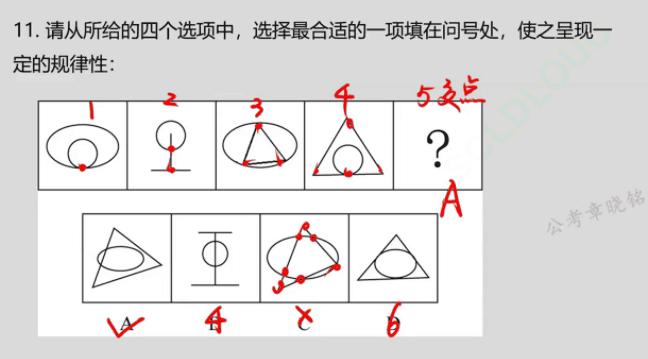 11. 请从所给的四个选项中，选择最合适的一项填在问号处，使之呈现一
定的规律性：
1 2 3 4 5交点
?
A
公考章晓铭
A 4 C 6